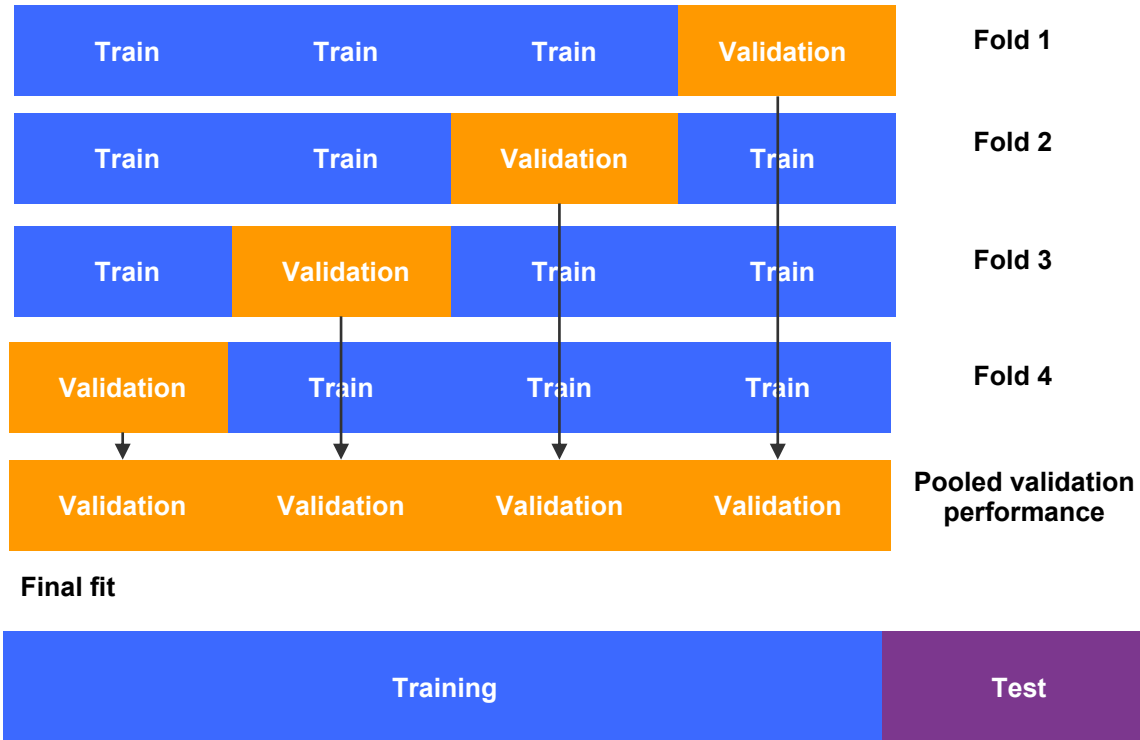 Train Train Train Validation Fold 1
Train Train Validation Train Fold 2
Train Validation Train Train Fold 3
Validation Train Train Train Fold 4
Validation Validation Validation Validation Pooled validation
performance
Final fit
Training Test